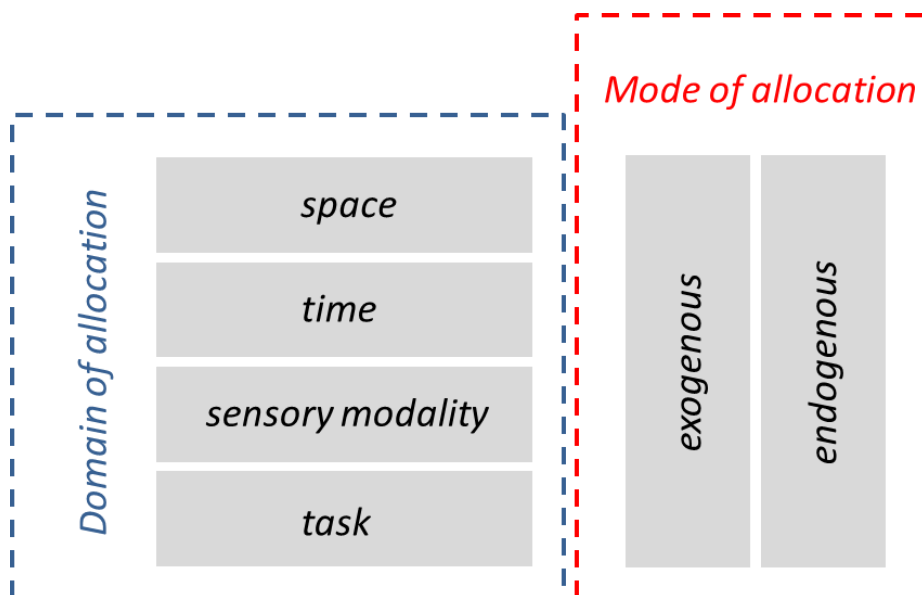 Mode of allocation
Domain of allocation
space
time
sensory modality
task
exogenous
endogenous